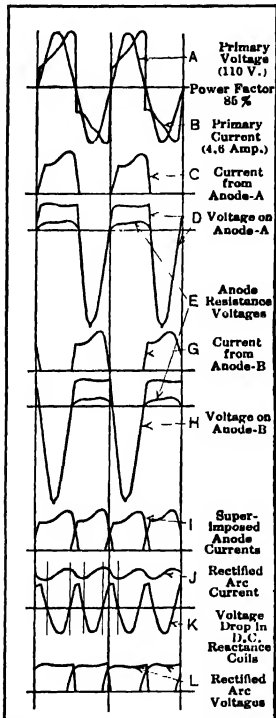 A Primary
Voltage
(110 V.)
Power Factor
85 %
B Primary
Current
(4.6 Amp.)
C Current
from
Anode-A
D Voltage on
Anode-A
E Anode
Resistance
Voltages
G Current
from
Anode-B
H Voltage on
Anode-B
I Super-
imposed
Anode
Currents
J Rectified
Arc
Current
K Voltage
Drop in
D.C.
Reactance
Coils
L Rectified
Arc
Voltages